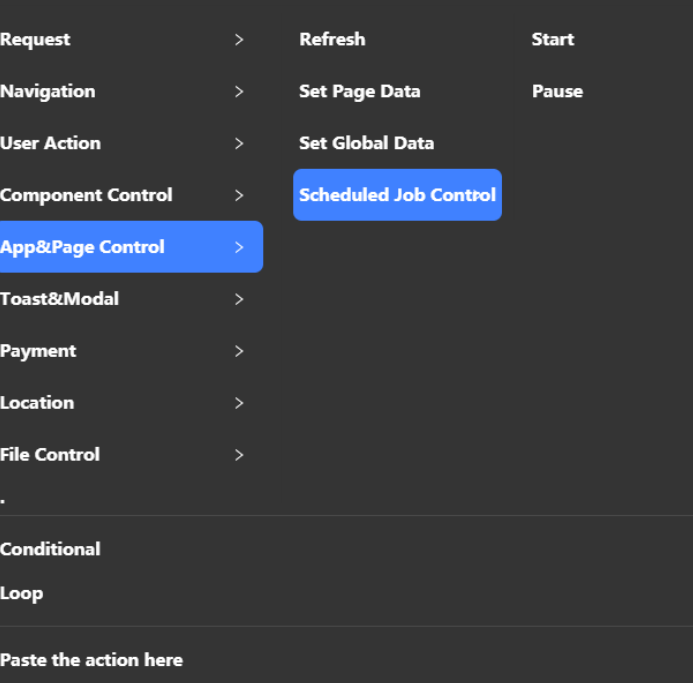 Request > Refresh Start
Navigation > Set Page Data Pause
User Action > Set Global Data
Component Control > Scheduled Job Control
App&Page Control >
Toast&Modal >
Payment >
Location >
File Control >
.
Conditional
Loop
Paste the action here